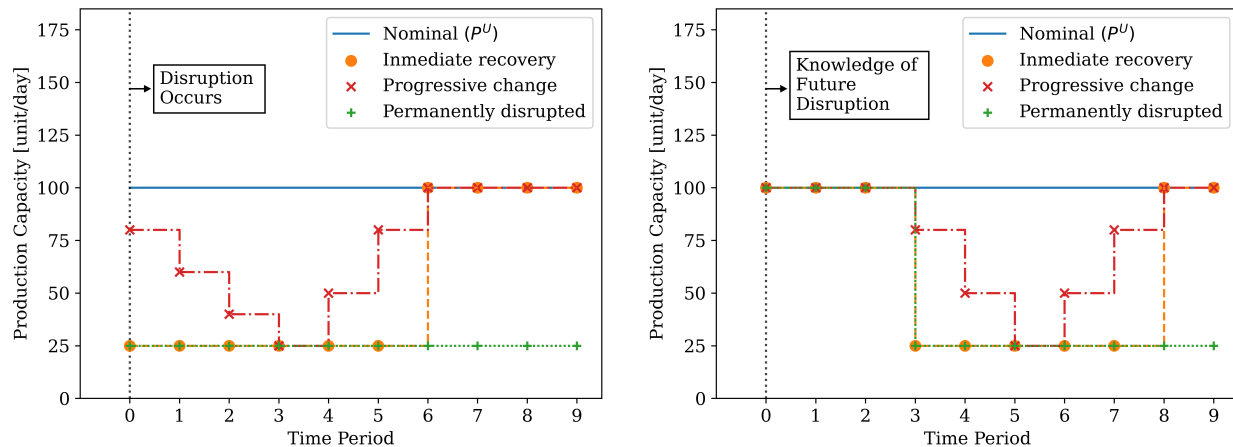 Production Capacity [unit/day]
175
150
125
100
75
50
25
0
Disruption
Occurs
Nominal (P^U)
Inmediate recovery
Progressive change
Permanently disrupted
0 1 2 3 4 5 6 7 8 9
Time Period
Production Capacity [unit/day]
175
150
125
100
75
50
25
0
Knowledge of
Future
Disruption
Nominal (P^U)
Inmediate recovery
Progressive change
Permanently disrupted
0 1 2 3 4 5 6 7 8 9
Time Period